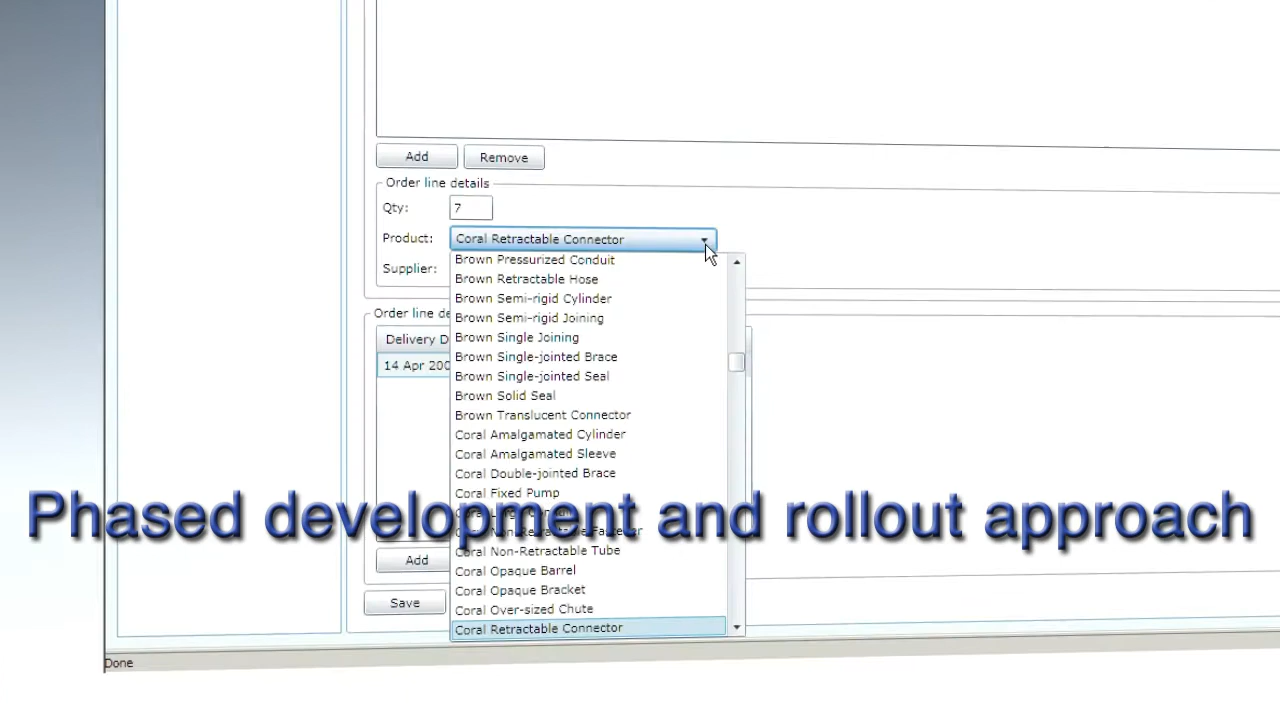 Add Remove
Order line details
Qty: 7
Product: Coral Retractable Connector
Supplier:
Brown Pressurized Conduit
Brown Retractable Hose
Brown Semi-rigid Cylinder
Brown Semi-rigid Joining
Brown Single Joining
Brown Single-jointed Brace
Brown Single-jointed Seal
Brown Solid Seal
Brown Translucent Connector
Coral Amalgamated Cylinder
Coral Amalgamated Sleeve
Coral Double-jointed Brace
Coral Fixed Pump
Coral Non-Retractable Fastener
Coral Non-Retractable Tube
Coral Opaque Barrel
Coral Opaque Bracket
Coral Over-sized Chute
Coral Retractable Connector
Order line de
Delivery D
14 Apr 200
Phased development and rollout approach
Add
Save
Done